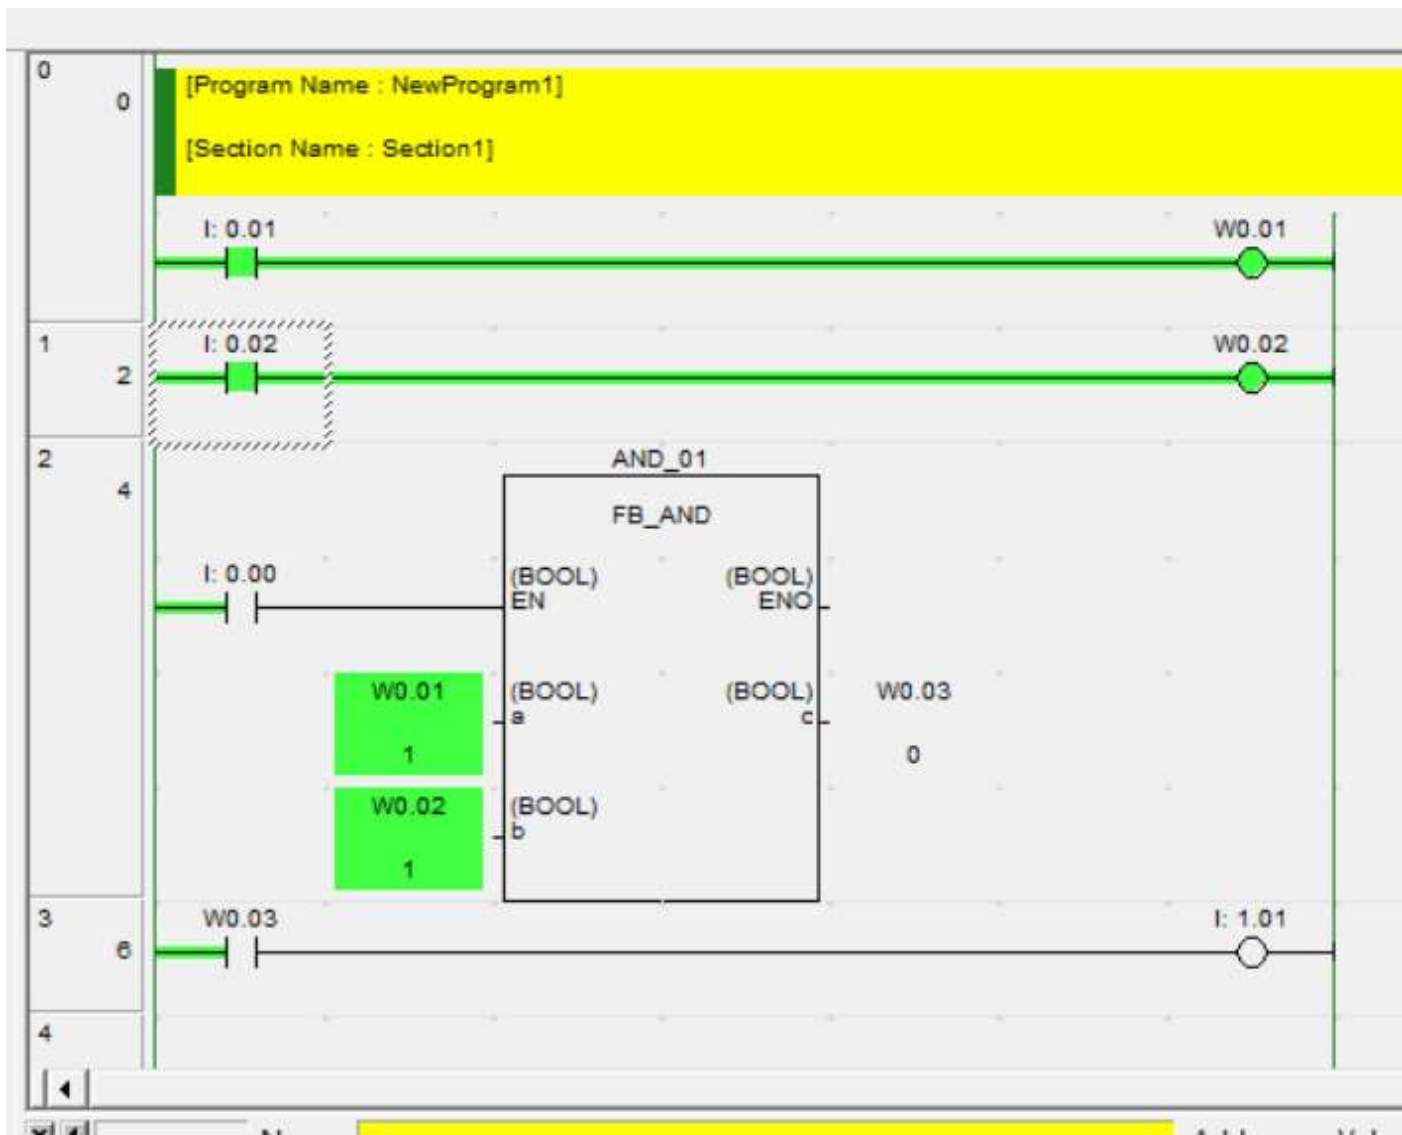 0
0
[Program Name : NewProgram1]
[Section Name : Section1]
I: 0.01
W0.01
1
I: 0.02
W0.02
2
2
AND_01
4
FB_AND
I: 0.00
(BOOL)
(BOOL)
EN
ENO
W0.01
(BOOL)
(BOOL)
W0.03
a
c
1
0
W0.02
(BOOL)
b
1
3
W0.03
I: 1.01
6
4